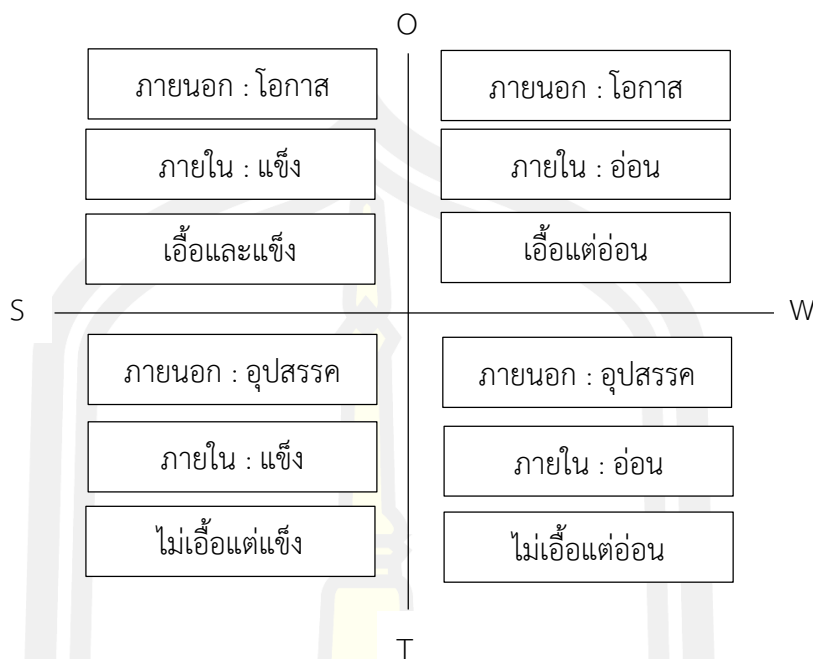 O
ภายนอก : โอกาส
ภายนอก : โอกาส
ภายใน : แข็ง
ภายใน : อ่อน
เอื้อและแข็ง
เอื้อแต่อ่อน
S
W
ภายนอก : อุปสรรค
ภายนอก : อุปสรรค
ภายใน : แข็ง
ภายใน : อ่อน
ไม่เอื้อแต่แข็ง
ไม่เอื้อแต่อ่อน
T